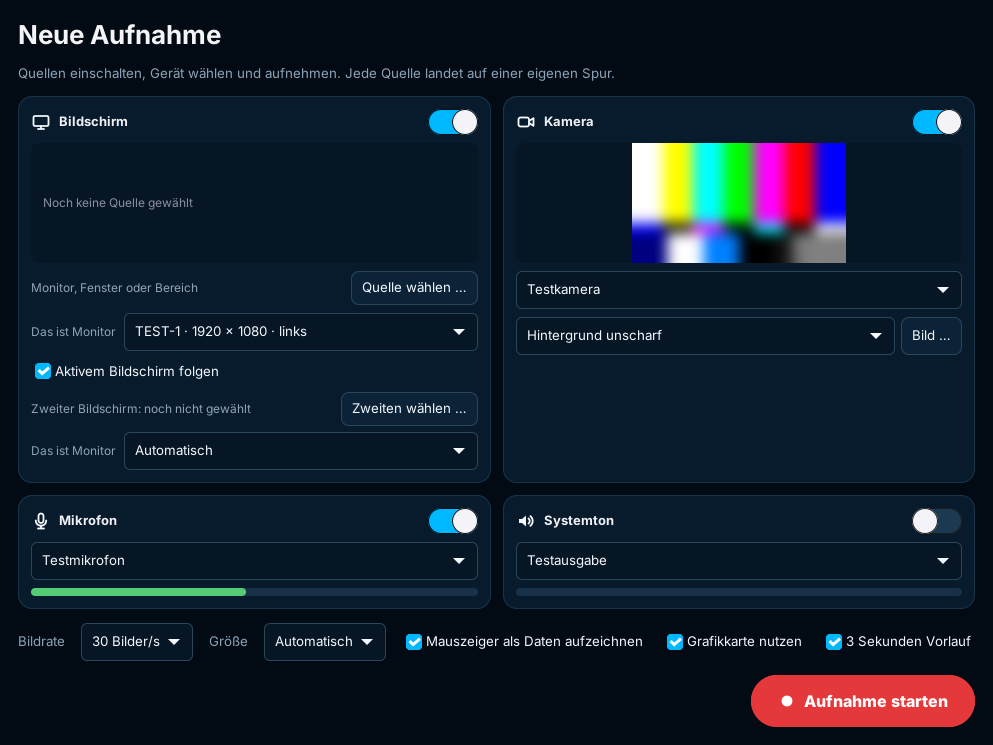 Neue Aufnahme
Quellen einschalten, Gerät wählen und aufnehmen. Jede Quelle landet auf einer eigenen Spur.
Bildschirm
Noch keine Quelle gewählt
Monitor, Fenster oder Bereich
Quelle wählen ...
Das ist Monitor
TEST-1 · 1920 × 1080 · links
Aktivem Bildschirm folgen
Zweiter Bildschirm: noch nicht gewählt
Zweiten wählen ...
Das ist Monitor
Automatisch
Kamera
Testkamera
Hintergrund unscharf
Bild ...
Mikrofon
Testmikrofon
Systemton
Testausgabe
Bildrate
30 Bilder/s
Größe
Automatisch
Mauszeiger als Daten aufzeichnen
Grafikkarte nutzen
3 Sekunden Vorlauf
Aufnahme starten